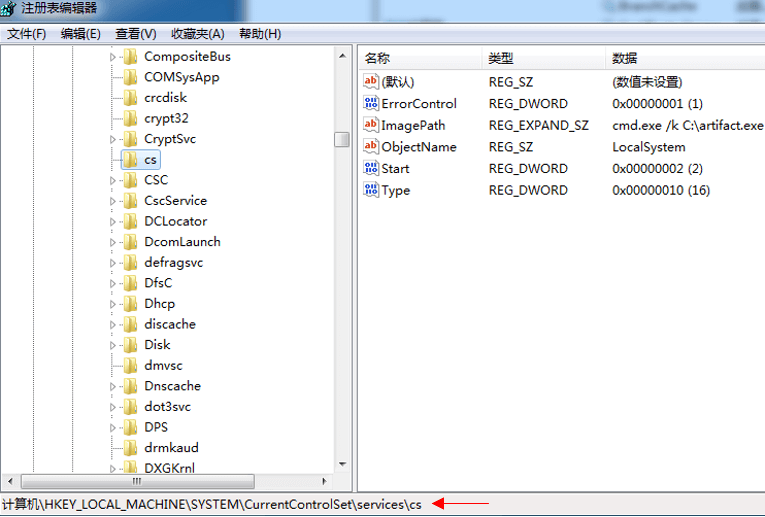 注册表编辑器
文件(F) 编辑(E) 查看(V) 收藏夹(A) 帮助(H)
CompositeBus
COMSysApp
crcdisk
crypt32
CryptSvc
cs
CSC
CscService
DCLocator
DcomLaunch
defragsvc
DfsC
Dhcp
discache
Disk
dmvsc
Dnscache
dot3svc
DPS
drmkaud
DXGKrnl
名称 类型 数据
(默认) REG_SZ (数值未设置)
ErrorControl REG_DWORD 0x00000001 (1)
ImagePath REG_EXPAND_SZ cmd.exe /k C:\artifact.exe
ObjectName REG_SZ LocalSystem
Start REG_DWORD 0x00000002 (2)
Type REG_DWORD 0x00000010 (16)
计算机\HKEY_LOCAL_MACHINE\SYSTEM\CurrentControlSet\services\cs